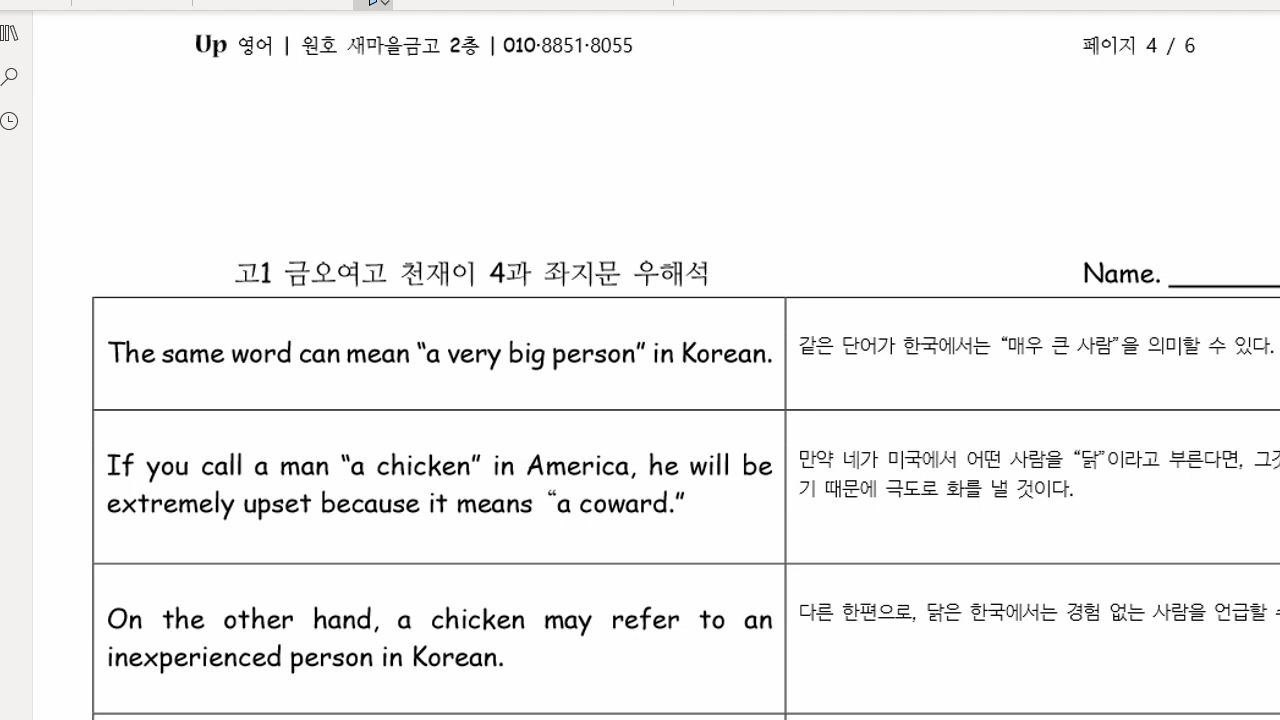 Up 영어 | 원호 새마을금고 2층 | 010·8851·8055
페이지 4 / 6
고1 금오여고 천재이 4과 좌지문 우해석
Name.
The same word can mean “a very big person” in Korean.
같은 단어가 한국에서는 “매우 큰 사람”을 의미할 수 있다.
If you call a man “a chicken” in America, he will be
extremely upset because it means “a coward.”
만약 네가 미국에서 어떤 사람을 “닭”이라고 부른다면,
기 때문에 극도로 화를 낼 것이다.
On the other hand, a chicken may refer to an
inexperienced person in Korean.
다른 한편으로, 닭은 한국에서는 경험 없는 사람을 언급할